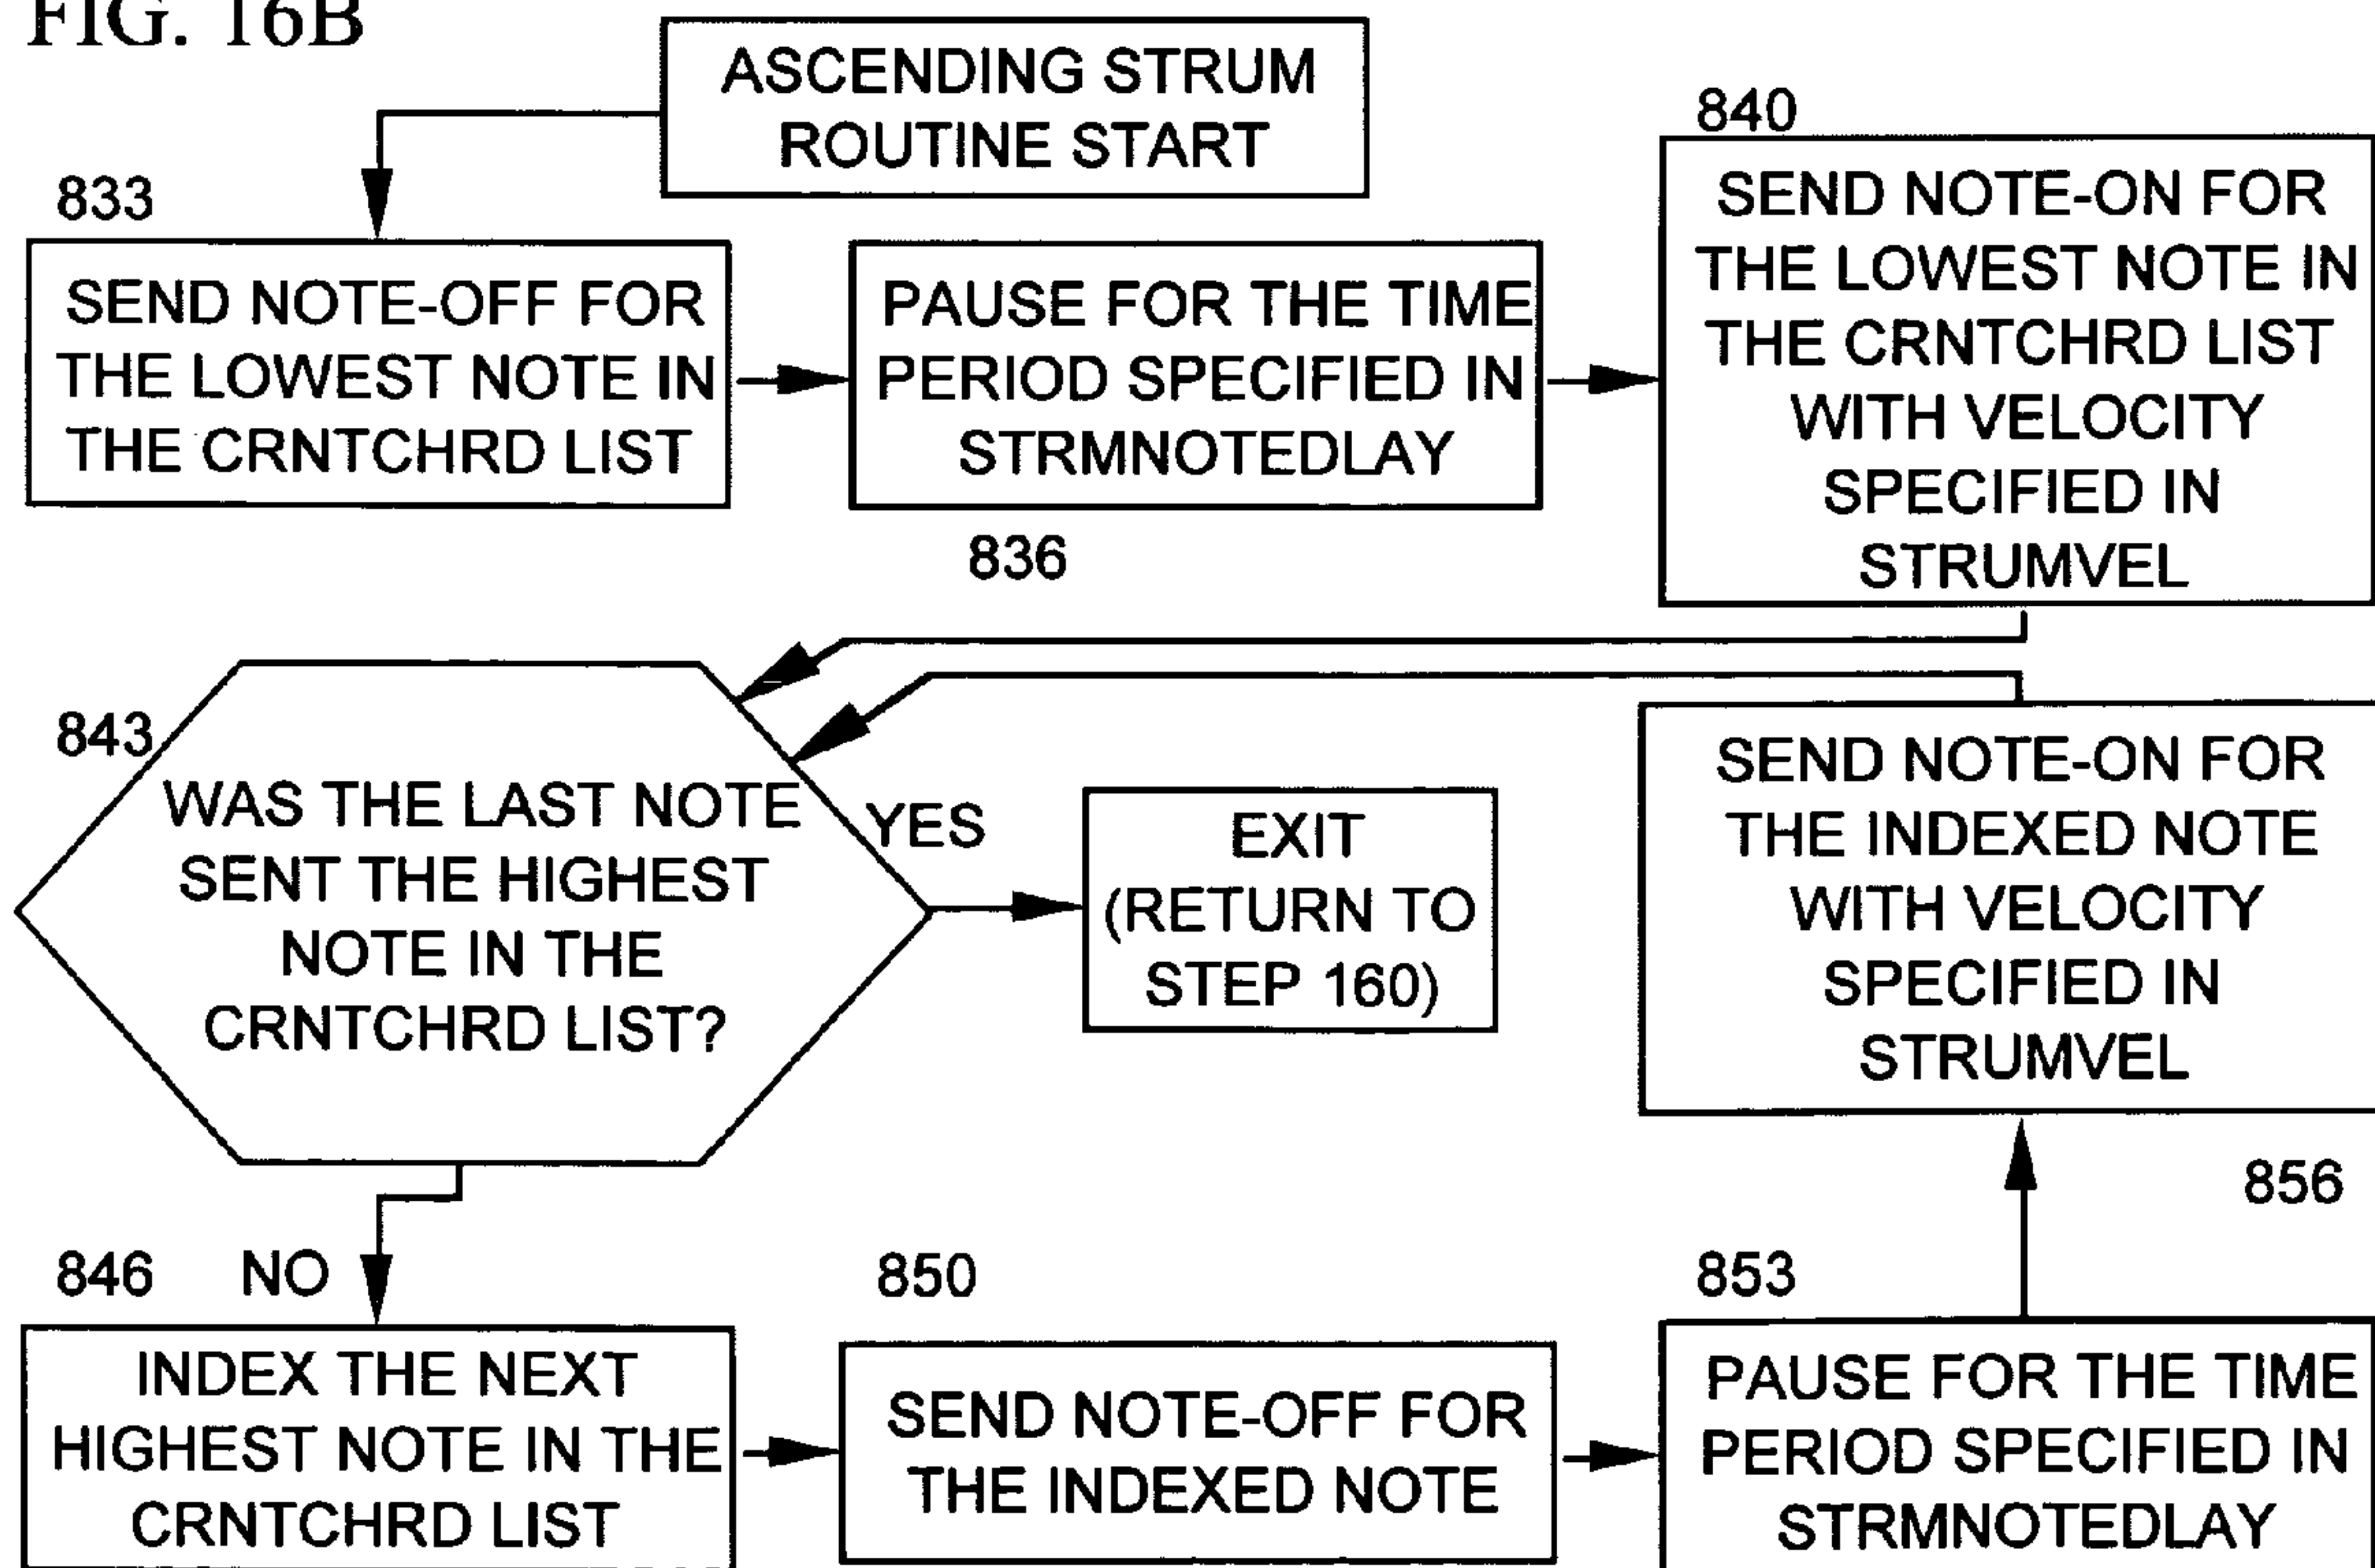 FIG. 16B
ASCENDING STRUM
ROUTINE START
833
SEND NOTE-OFF FOR
THE LOWEST NOTE IN
THE CRNTCHRD LIST
PAUSE FOR THE TIME
PERIOD SPECIFIED IN
STRMNOTEDLAY
836
840
SEND NOTE-ON FOR
THE LOWEST NOTE IN
THE CRNTCHRD LIST
WITH VELOCITY
SPECIFIED IN
STRUMVEL
843
WAS THE LAST NOTE
SENT THE HIGHEST
NOTE IN THE
CRNTCHRD LIST?
YES
EXIT
(RETURN TO
STEP 160)
846
NO
INDEX THE NEXT
HIGHEST NOTE IN THE
CRNTCHRD LIST
850
SEND NOTE-OFF FOR
THE INDEXED NOTE
853
PAUSE FOR THE TIME
PERIOD SPECIFIED IN
STRMNOTEDLAY
856
SEND NOTE-ON FOR
THE INDEXED NOTE
WITH VELOCITY
SPECIFIED IN
STRUMVEL